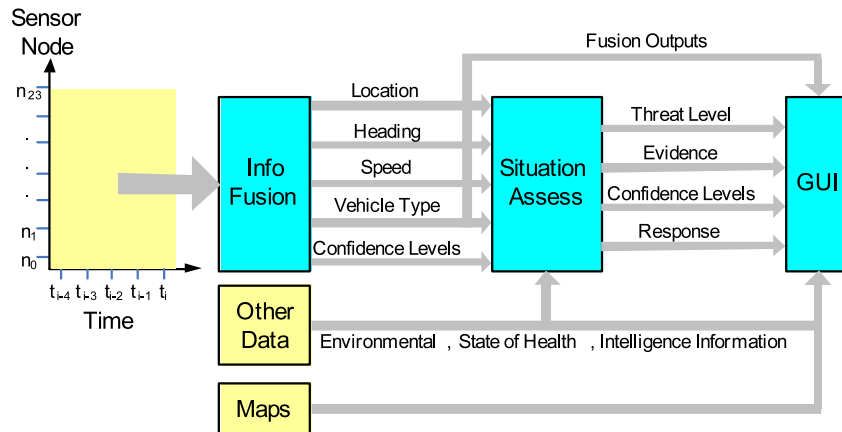 Sensor
Node
n23
.
.
.
n1
n0
ti-4 ti-3 ti-2 ti-1 ti
Time
Info
Fusion
Location
Heading
Speed
Vehicle Type
Confidence Levels
Fusion Outputs
Situation
Assess
Threat Level
Evidence
Confidence Levels
Response
GUI
Other
Data
Environmental , State of Health , Intelligence Information
Maps